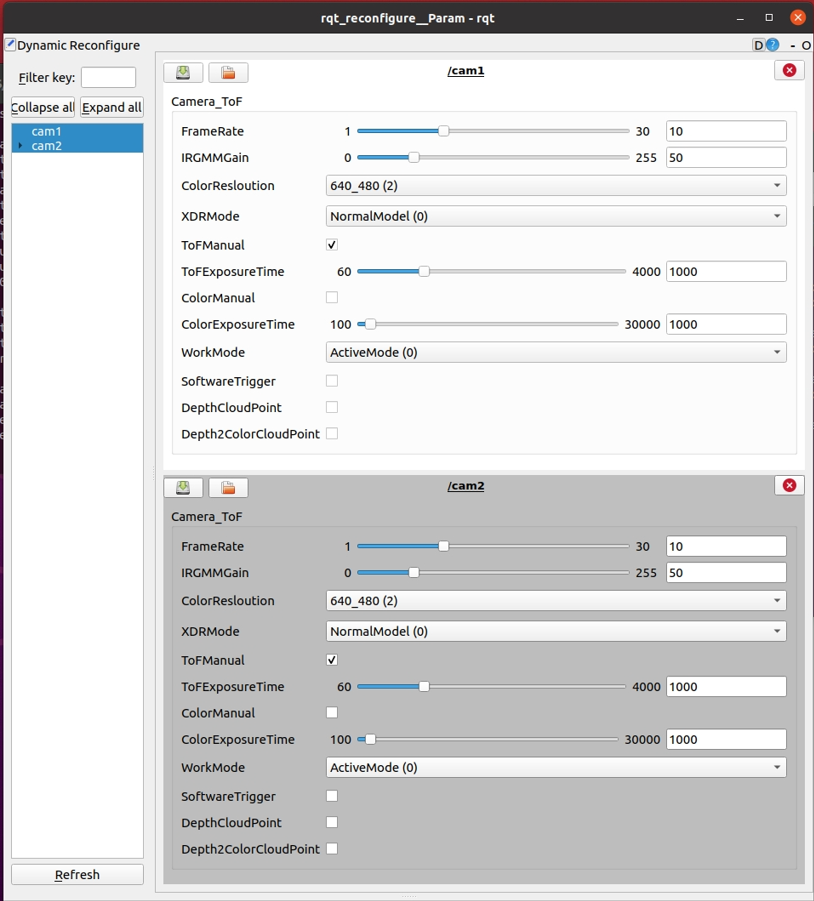 rqt_reconfigure__Param - rqt
Dynamic Reconfigure
D ? - O
Filter key:
Collapse all Expand all
cam1
cam2
Refresh
/cam1
Camera_ToF
FrameRate 1 30 10
IRGMMGain 0 255 50
ColorResloution 640_480 (2)
XDRMode NormalModel (0)
ToFManual
ToFExposureTime 60 4000 1000
ColorManual
ColorExposureTime 100 30000 1000
WorkMode ActiveMode (0)
SoftwareTrigger
DepthCloudPoint
Depth2ColorCloudPoint
/cam2
Camera_ToF
FrameRate 1 30 10
IRGMMGain 0 255 50
ColorResloution 640_480 (2)
XDRMode NormalModel (0)
ToFManual
ToFExposureTime 60 4000 1000
ColorManual
ColorExposureTime 100 30000 1000
WorkMode ActiveMode (0)
SoftwareTrigger
DepthCloudPoint
Depth2ColorCloudPoint